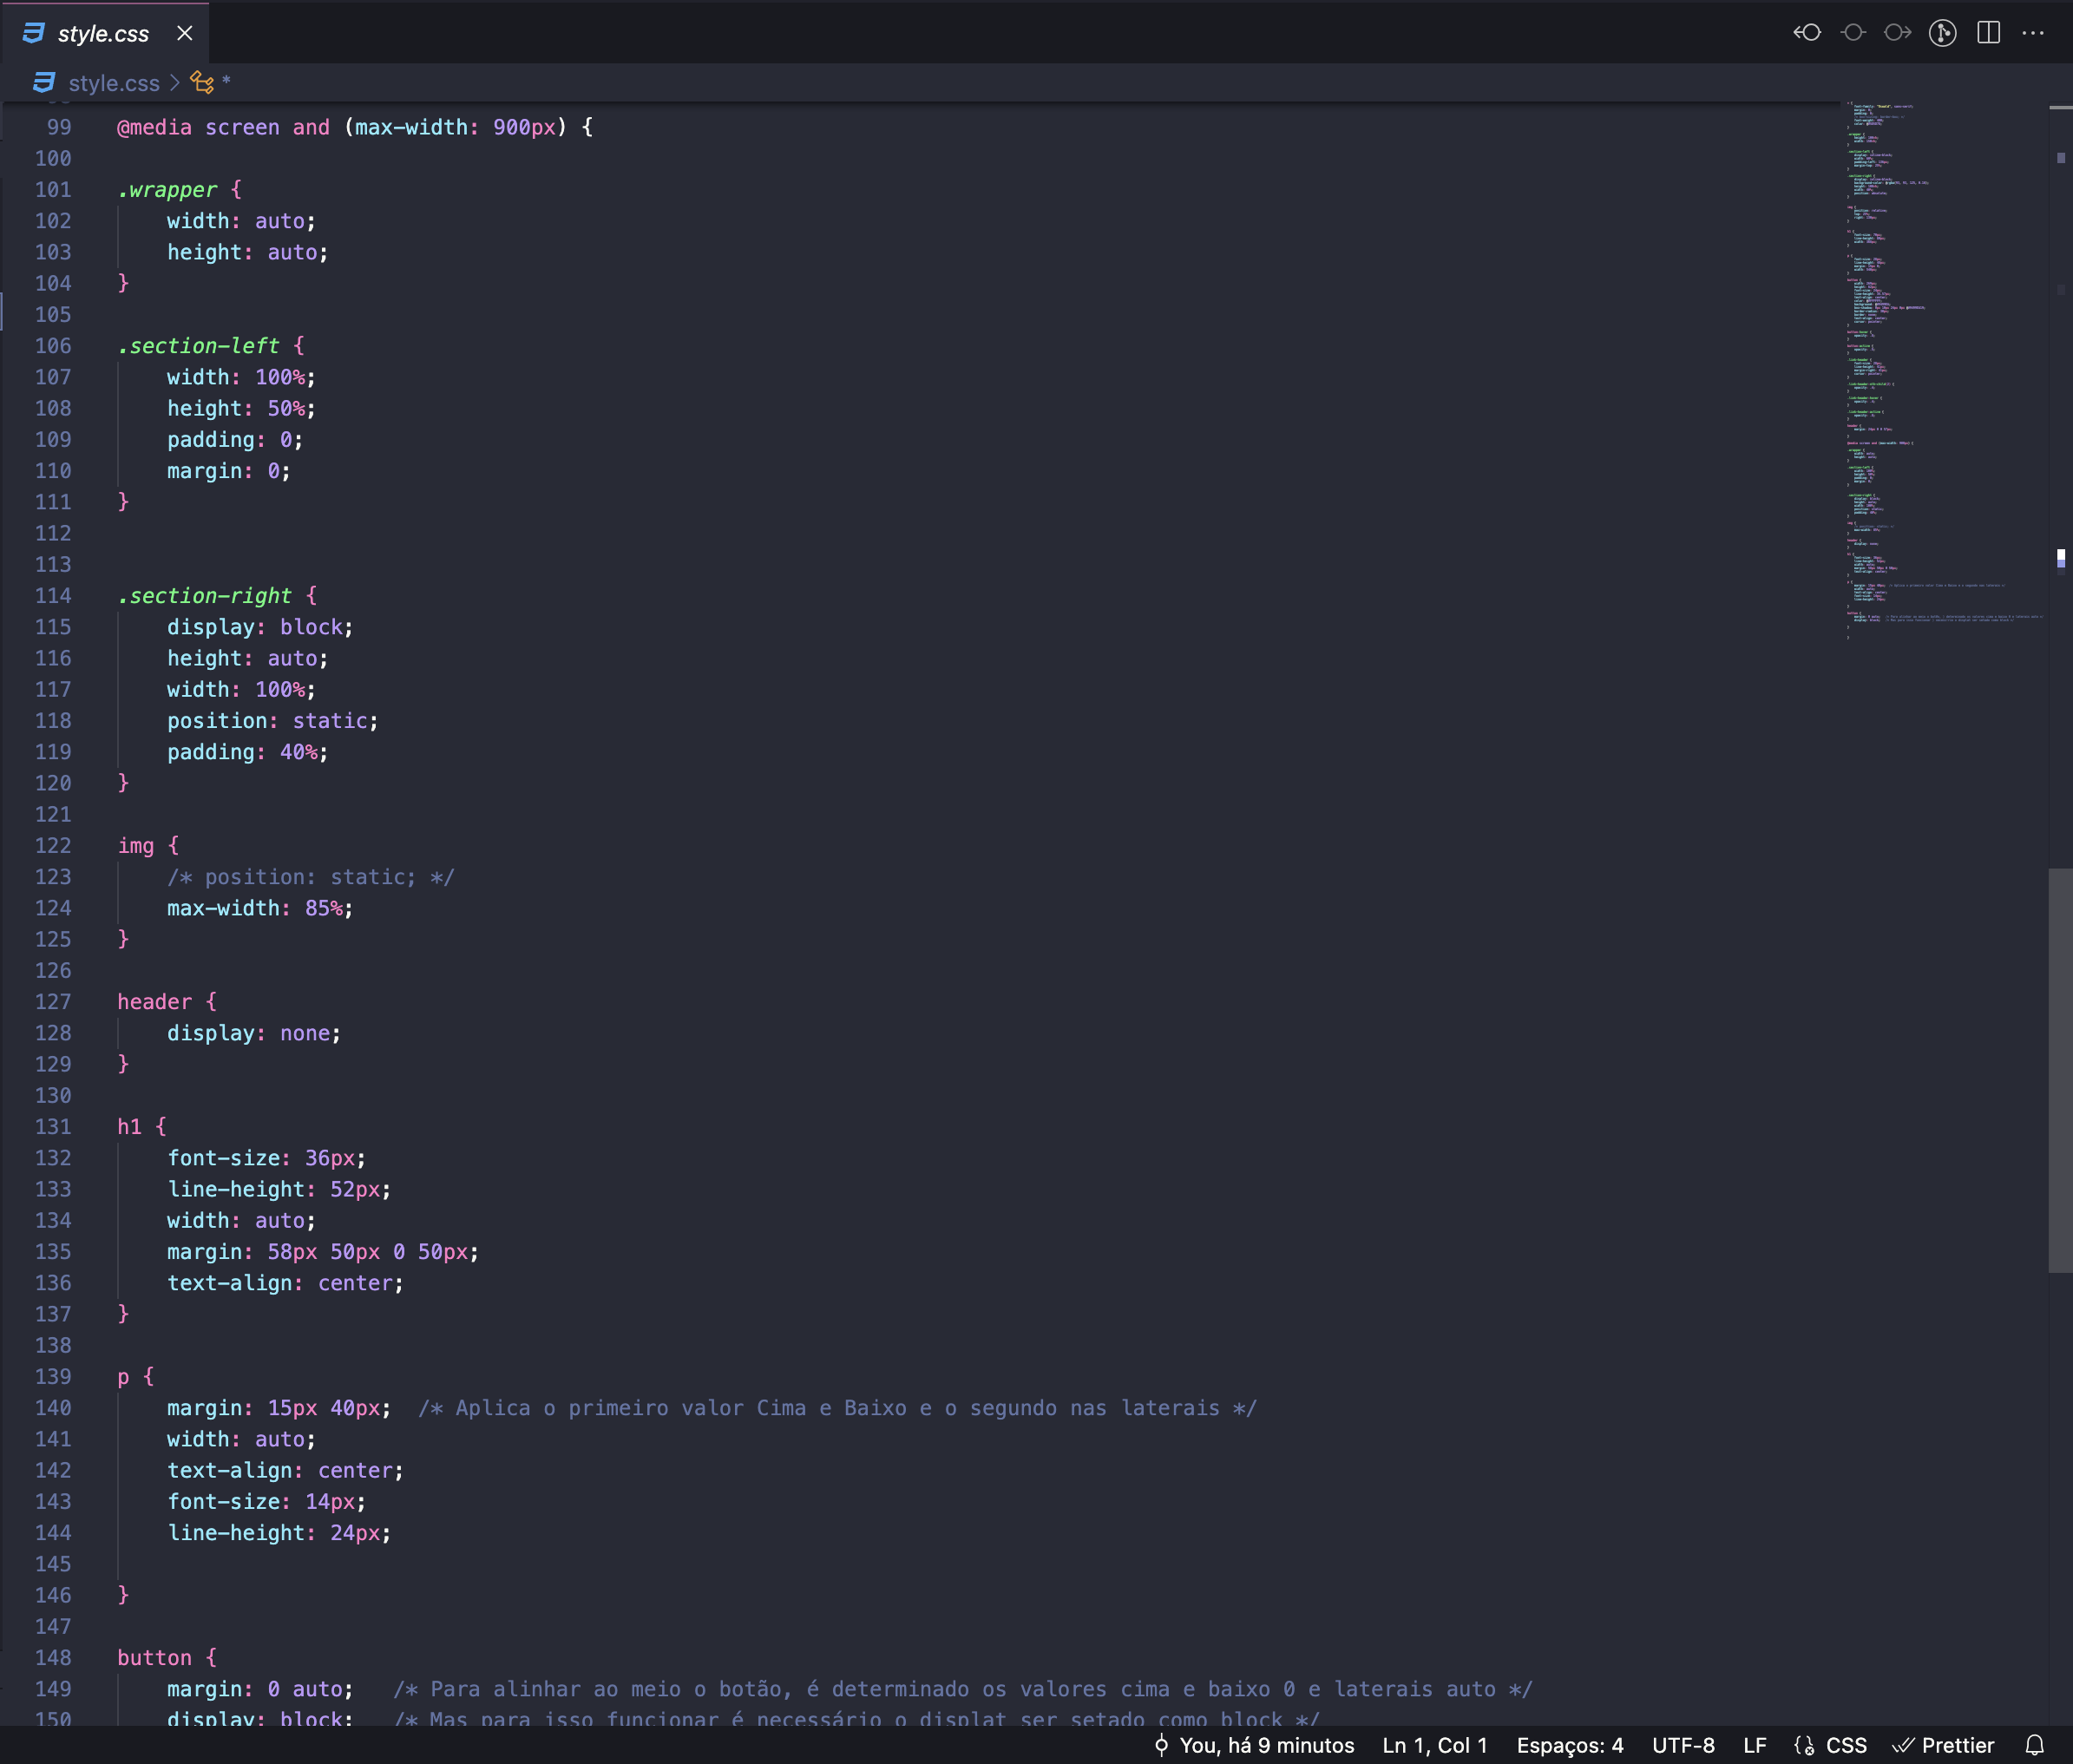 style.css
style.css > *
99 @media screen and (max-width: 900px) {
100
101 .wrapper {
102     width: auto;
103     height: auto;
104 }
105
106 .section-left {
107     width: 100%;
108     height: 50%;
109     padding: 0;
110     margin: 0;
111 }
112
113
114 .section-right {
115     display: block;
116     height: auto;
117     width: 100%;
118     position: static;
119     padding: 40%;
120 }
121
122 img {
123     /* position: static; */
124     max-width: 85%;
125 }
126
127 header {
128     display: none;
129 }
130
131 h1 {
132     font-size: 36px;
133     line-height: 52px;
134     width: auto;
135     margin: 58px 50px 0 50px;
136     text-align: center;
137 }
138
139 p {
140     margin: 15px 40px;  /* Aplica o primeiro valor Cima e Baixo e o segundo nas laterais */
141     width: auto;
142     text-align: center;
143     font-size: 14px;
144     line-height: 24px;
145
146 }
147
148 button {
149     margin: 0 auto;   /* Para alinhar ao meio o botão, é determinado os valores cima e baixo 0 e laterais auto */
150     display: block;   /* Mas para isso funcionar é necessário o displat ser setado como block */
You, há 9 minutos Ln 1, Col 1 Espaços: 4 UTF-8 LF CSS Prettier